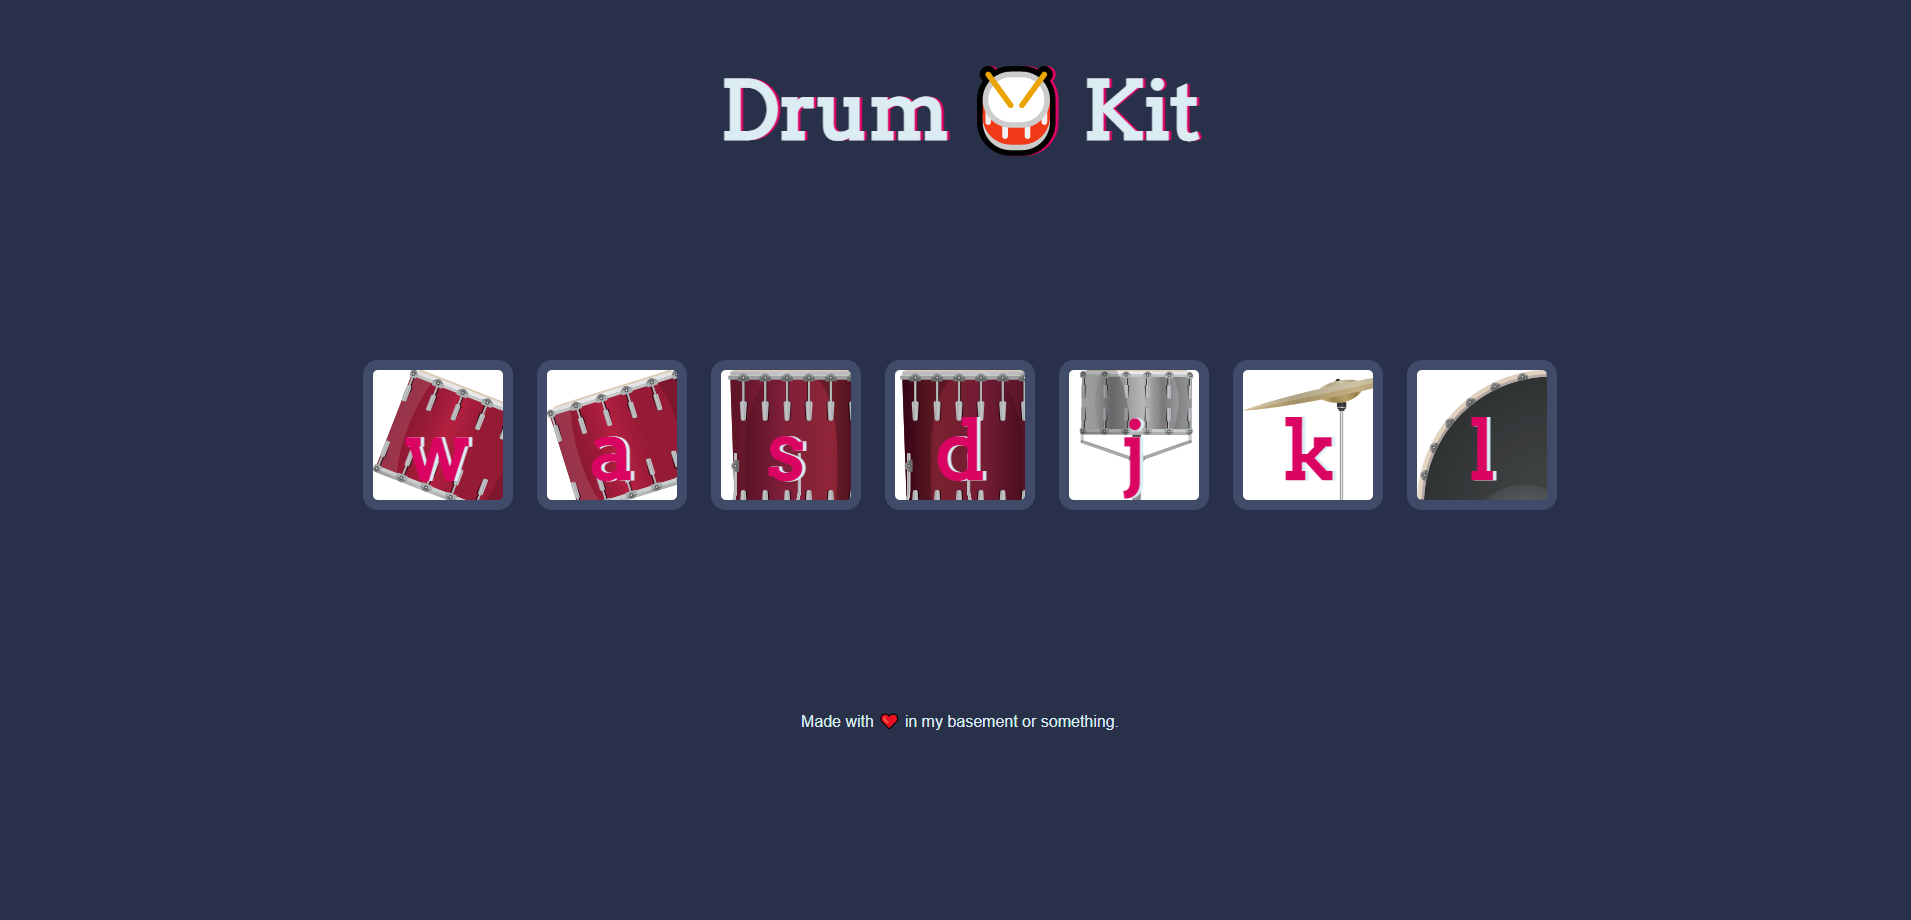 Drum 🥁 Kit
w a s d j k l
Made with ❤️ in my basement or something.